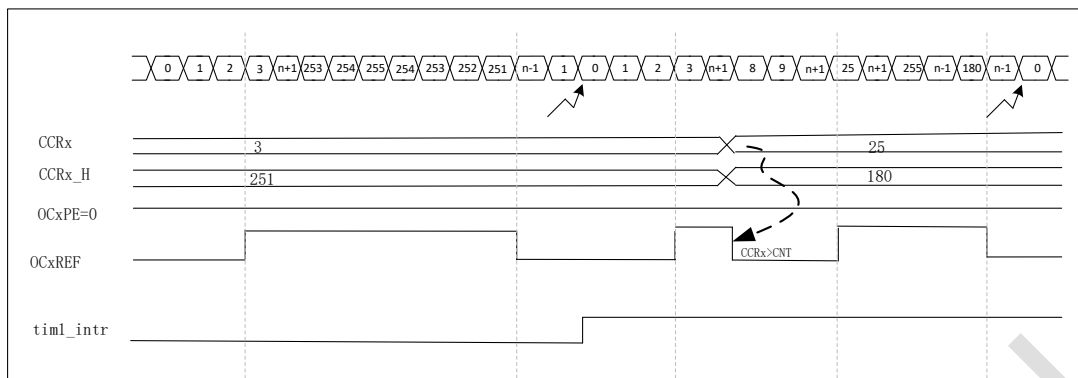 0 1 2 3 n+1 253 254 255 254 253 252 251 n-1 1 0 1 2 3 n+1 8 9 n+1 25 n+1 255 n-1 180 n-1 0
CCRx 3 25
CCRx_H 251 180
OCxPE=0
OCxREF CCRx>CNT
tim1_intr